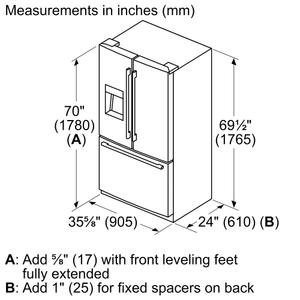 Measurements in inches (mm)
70"
(1780)
(A)
69½"
(1765)
35⅝" (905)
24" (610) (B)
A: Add ⅝" (17) with front leveling feet
fully extended
B: Add 1" (25) for fixed spacers on back